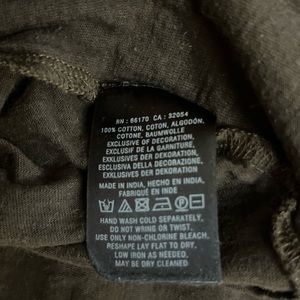 RN : 66170 CA : 32054
100% COTTON, COTON, ALGODÓN,
COTONE, BAUMWOLLE
EXCLUSIVE OF DECORATION
EXCLUSIF DE LA GARNITURE
EXKLUSIVER DER DEKORATION
ESCLUSIVA DELLA DECORAZIONE,
EXKLUSIVER DER DEKORATION.
MADE IN INDIA, HECHO EN INDIA,
FABRIQUÉ EN INDE
HAND WASH COLD SEPARATELY.
DO NOT WRING OR TWIST.
USE ONLY NON-CHLORINE BLEACH.
RESHAPE LAY FLAT TO DRY.
LOW IRON AS NEEDED.
MAY BE DRY CLEANED